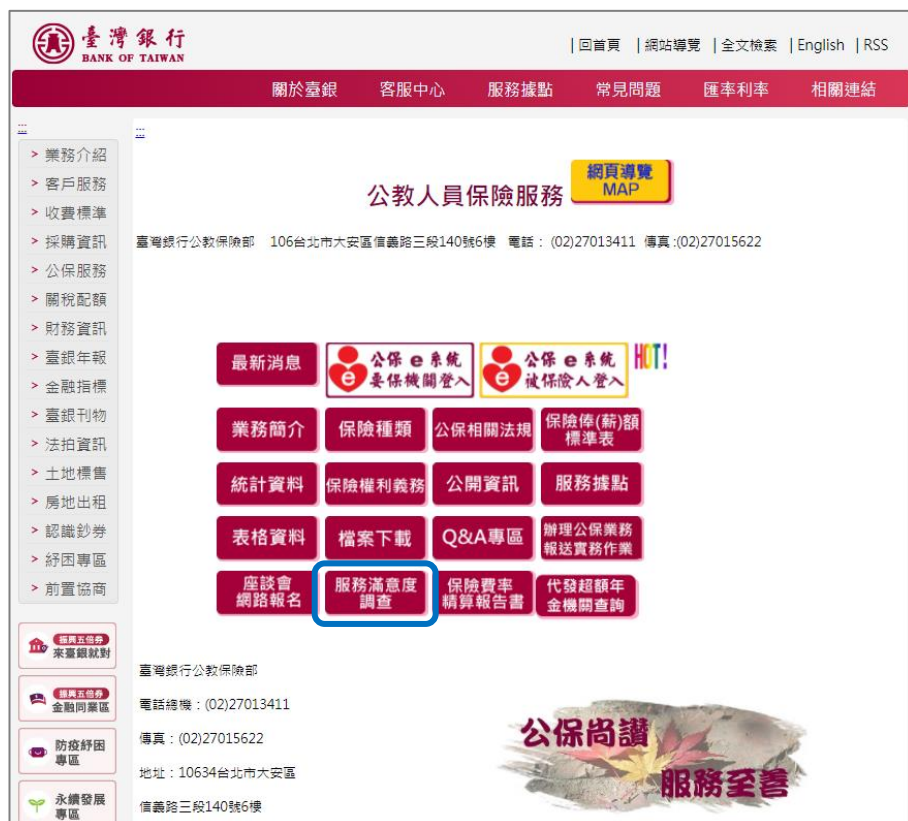 臺灣銀行
BANK OF TAIWAN
|回首頁 |網站導覽 |全文檢索 |English |RSS
關於臺銀 客服中心 服務據點 常見問題 匯率利率 相關連結
:::
> 業務介紹
> 客戶服務
> 收費標準
> 採購資訊
> 公保服務
> 關稅配額
> 財務資訊
> 臺銀年報
> 金融指標
> 臺銀刊物
> 法拍資訊
> 土地標售
> 房地出租
> 認識鈔券
> 紓困專區
> 前置協商
振興五倍券
來臺銀就對
振興五倍券
金融同業區
防疫紓困
專區
永續發展
專區
:::
公教人員保險服務
網頁導覽
MAP
臺灣銀行公教保險部 106台北市大安區信義路三段140號6樓 電話： (02)27013411 傳真:(02)27015622
最新消息
e
公保 e 系統
要保機關登入
e
公保 e 系統
被保險人登入
HOT!
業務簡介
保險種類
公保相關法規
保險俸(薪)額
標準表
統計資料
保險權利義務
公開資訊
服務據點
表格資料
檔案下載
Q&A專區
辦理公保業務
報送實務作業
座談會
網路報名
服務滿意度
調查
保險費率
精算報告書
代發超額年
金機關查詢
臺灣銀行公教保險部
電話總機：(02)27013411
傳真：(02)27015622
地址：10634台北市大安區
信義路三段140號6樓
公保尚讚
服務至善